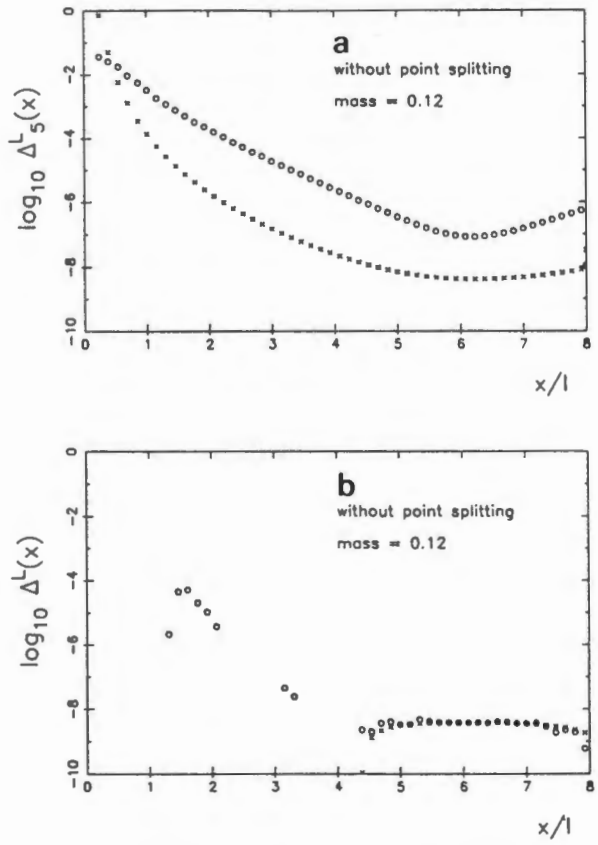 a
without point splitting
mass = 0.12
log₁₀ Δᴸ₅(x)
0
-2
-4
-6
-8
-10
0 1 2 3 4 5 6 7 8
x/l
b
without point splitting
mass = 0.12
log₁₀ Δᴸ(x)
0
-2
-4
-6
-8
-10
0 1 2 3 4 5 6 7 8
x/l